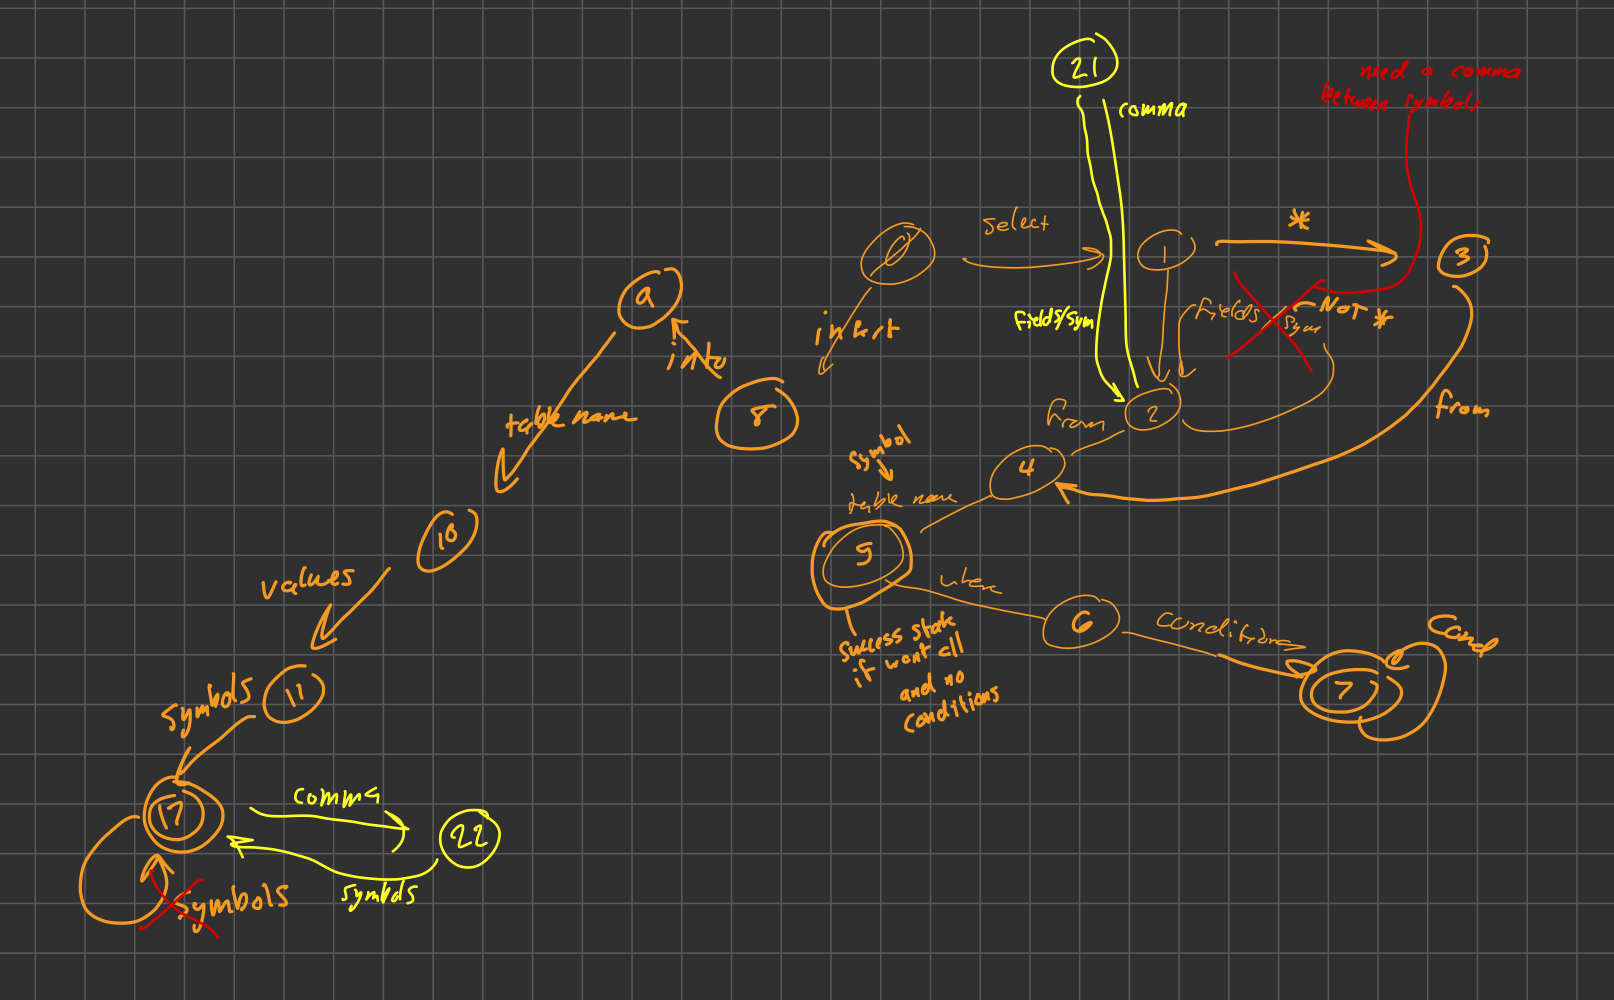 21
comma
need a comma
between symbols
select
0
1
*
3
insert
fields/sym
fields
sym
NOT *
9
into
table name
8
from
2
from
symbol
4
table name
10
5
values
where
6
conditions
Cond
success state
if want all
and no
conditions
7
symbols
11
17
comma
22
symbols
symbols